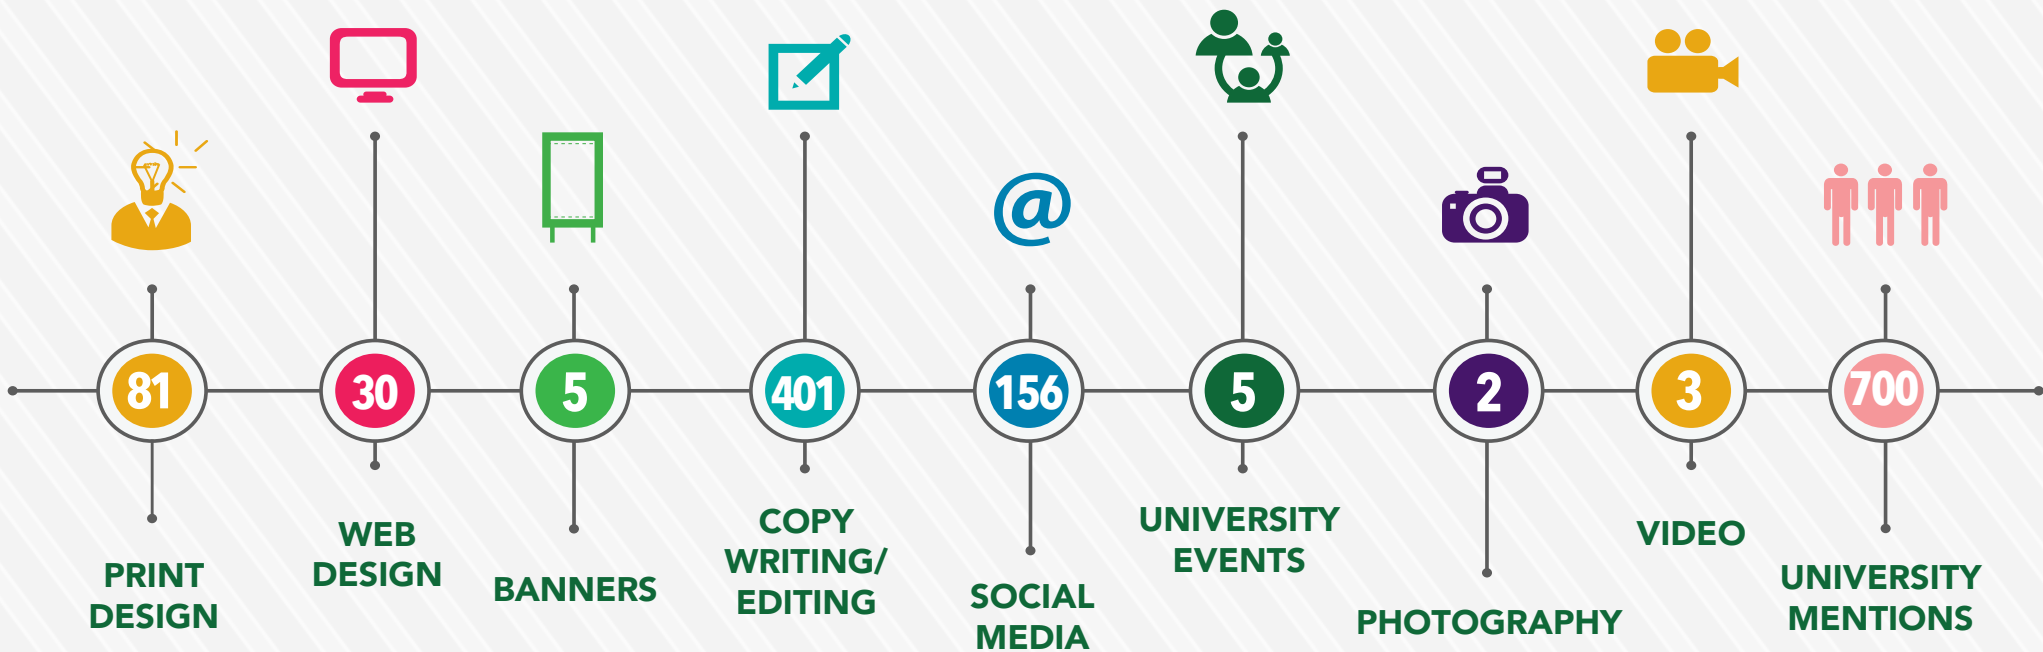 81
30
5
401
156
5
2
3
700
PRINT
DESIGN
WEB
DESIGN
BANNERS
COPY
WRITING/
EDITING
@
SOCIAL
MEDIA
UNIVERSITY
EVENTS
PHOTOGRAPHY
VIDEO
UNIVERSITY
MENTIONS